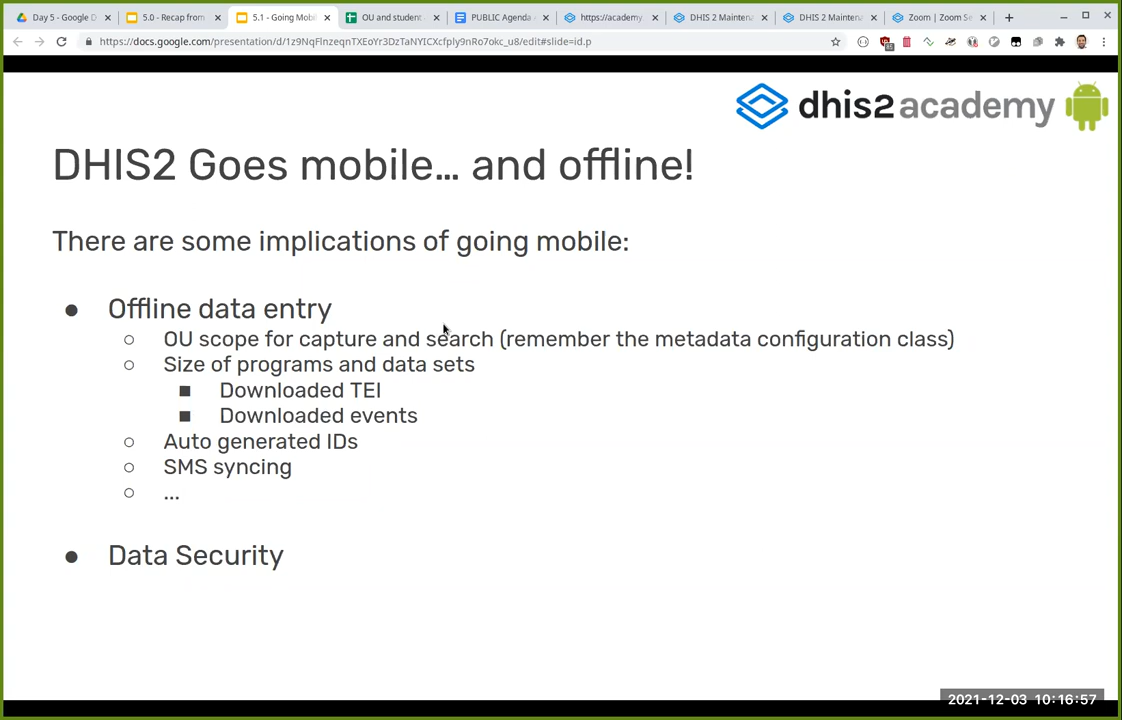 Day 5 - Google D
5.0 - Recap from
5.1 - Going Mobi
OU and student
PUBLIC Agenda
https://academy.
DHIS 2 Maintena
DHIS 2 Maintena
Zoom | Zoom Se
https://docs.google.com/presentation/d/1z9NqFlnzeqnTXEoYr3DzTaNYICXcfply9nRo7okc_u8/edit#slide=id.p
dhis2 academy
DHIS2 Goes mobile... and offline!
There are some implications of going mobile:
● Offline data entry
○ OU scope for capture and search (remember the metadata configuration class)
○ Size of programs and data sets
■ Downloaded TEI
■ Downloaded events
○ Auto generated IDs
○ SMS syncing
○ ...
● Data Security
2021-12-03 10:16:57